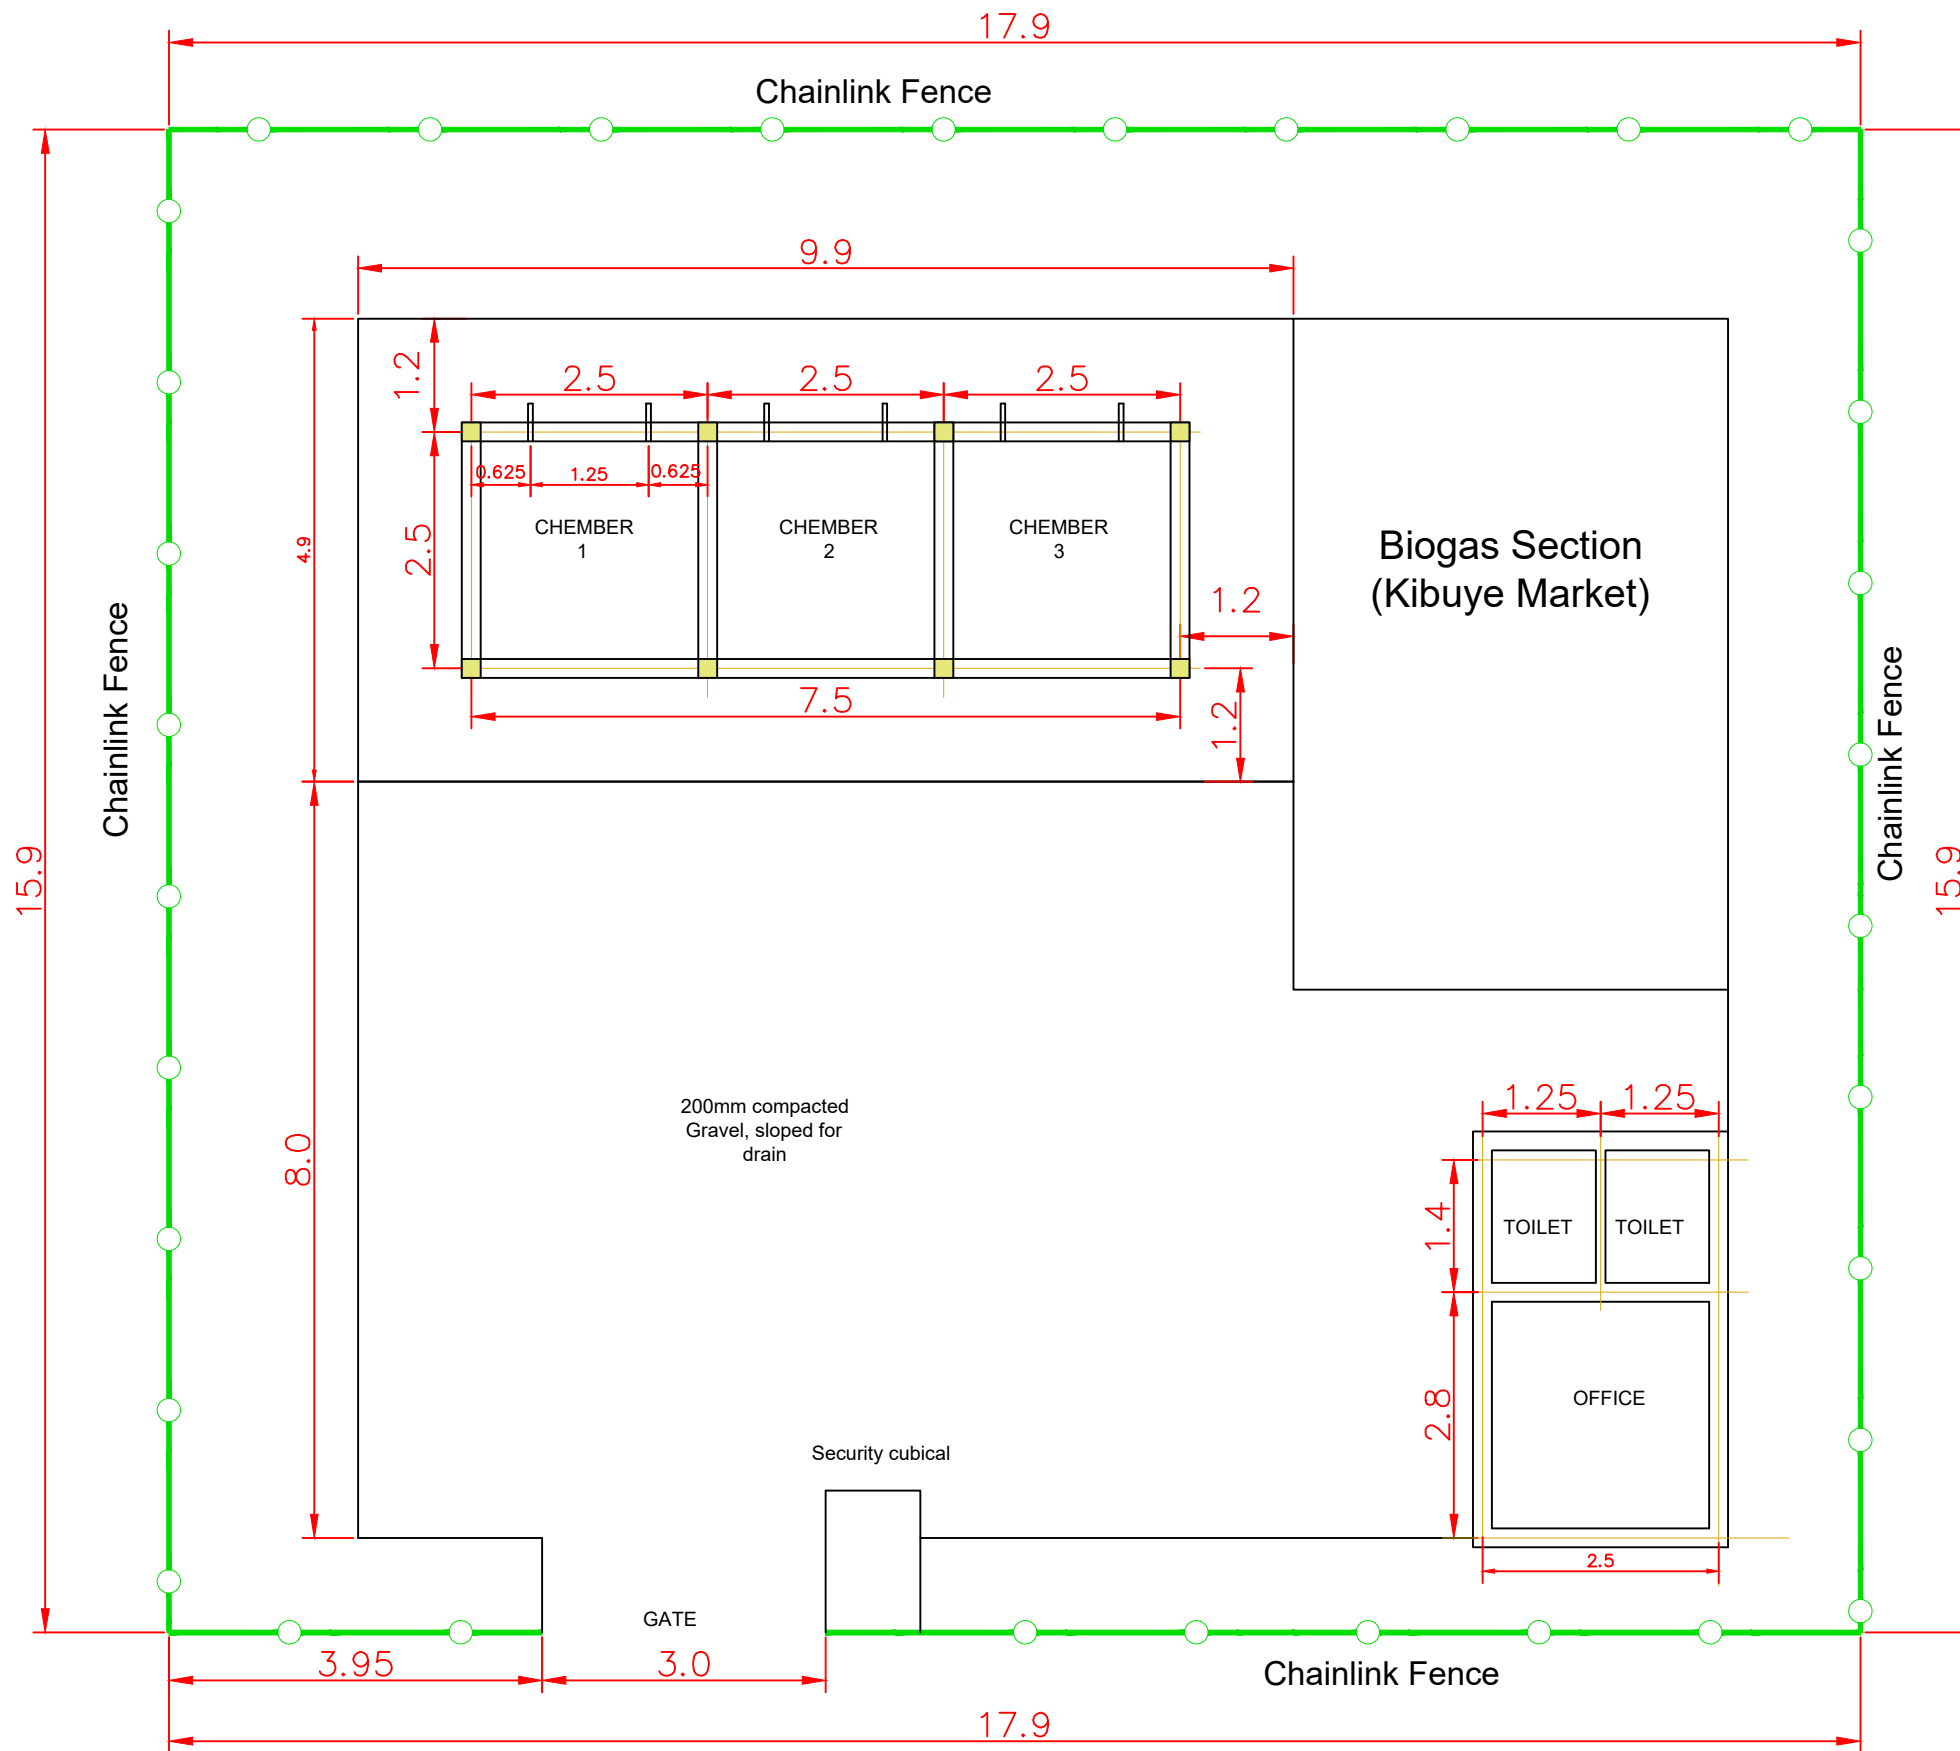 17.9
Chainlink Fence
9.9
1.2
2.5
2.5
2.5
0.625
1.25
0.625
4.9
2.5
CHEMBER
1
CHEMBER
2
CHEMBER
3
Biogas Section
(Kibuye Market)
1.2
7.5
1.2
Chainlink Fence
Chainlink Fence
15.9
15.9
200mm compacted
Gravel, sloped for
drain
8.0
1.25
1.25
1.4
TOILET
TOILET
2.8
OFFICE
Security cubical
2.5
GATE
3.95
3.0
Chainlink Fence
17.9